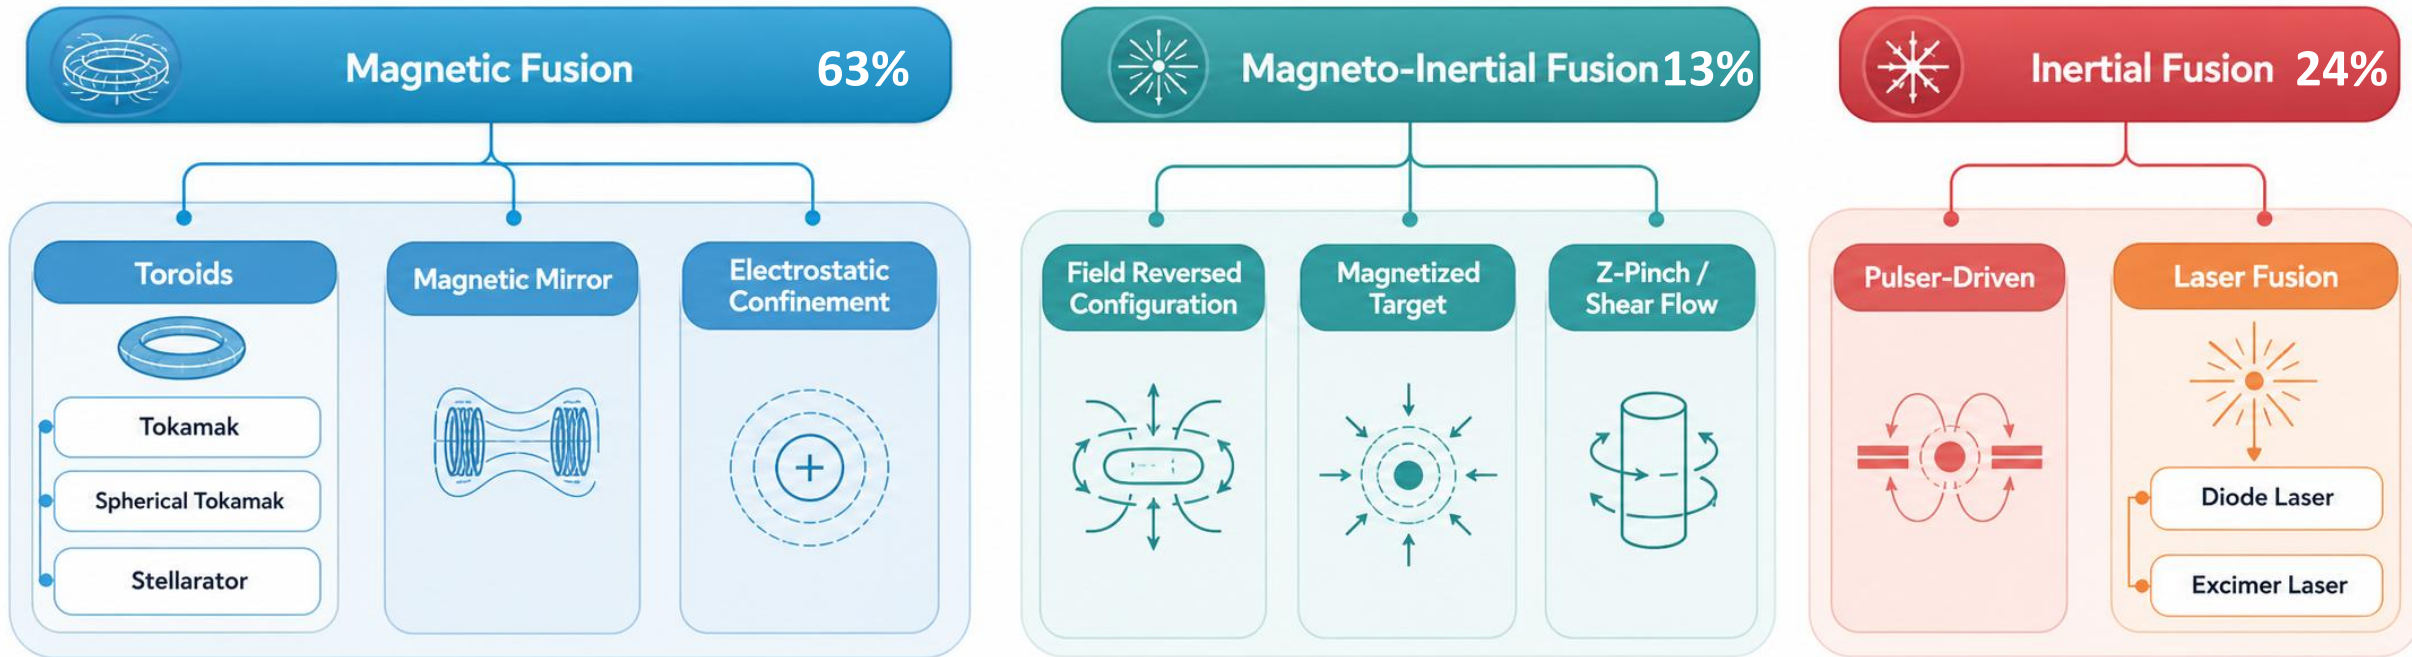 Magnetic Fusion 63%
Toroids
Tokamak
Spherical Tokamak
Stellarator
Magnetic Mirror
Electrostatic
Confinement
Magneto-Inertial Fusion 13%
Field Reversed
Configuration
Magnetized
Target
Z-Pinch /
Shear Flow
Inertial Fusion 24%
Pulser-Driven
Laser Fusion
Diode Laser
Excimer Laser